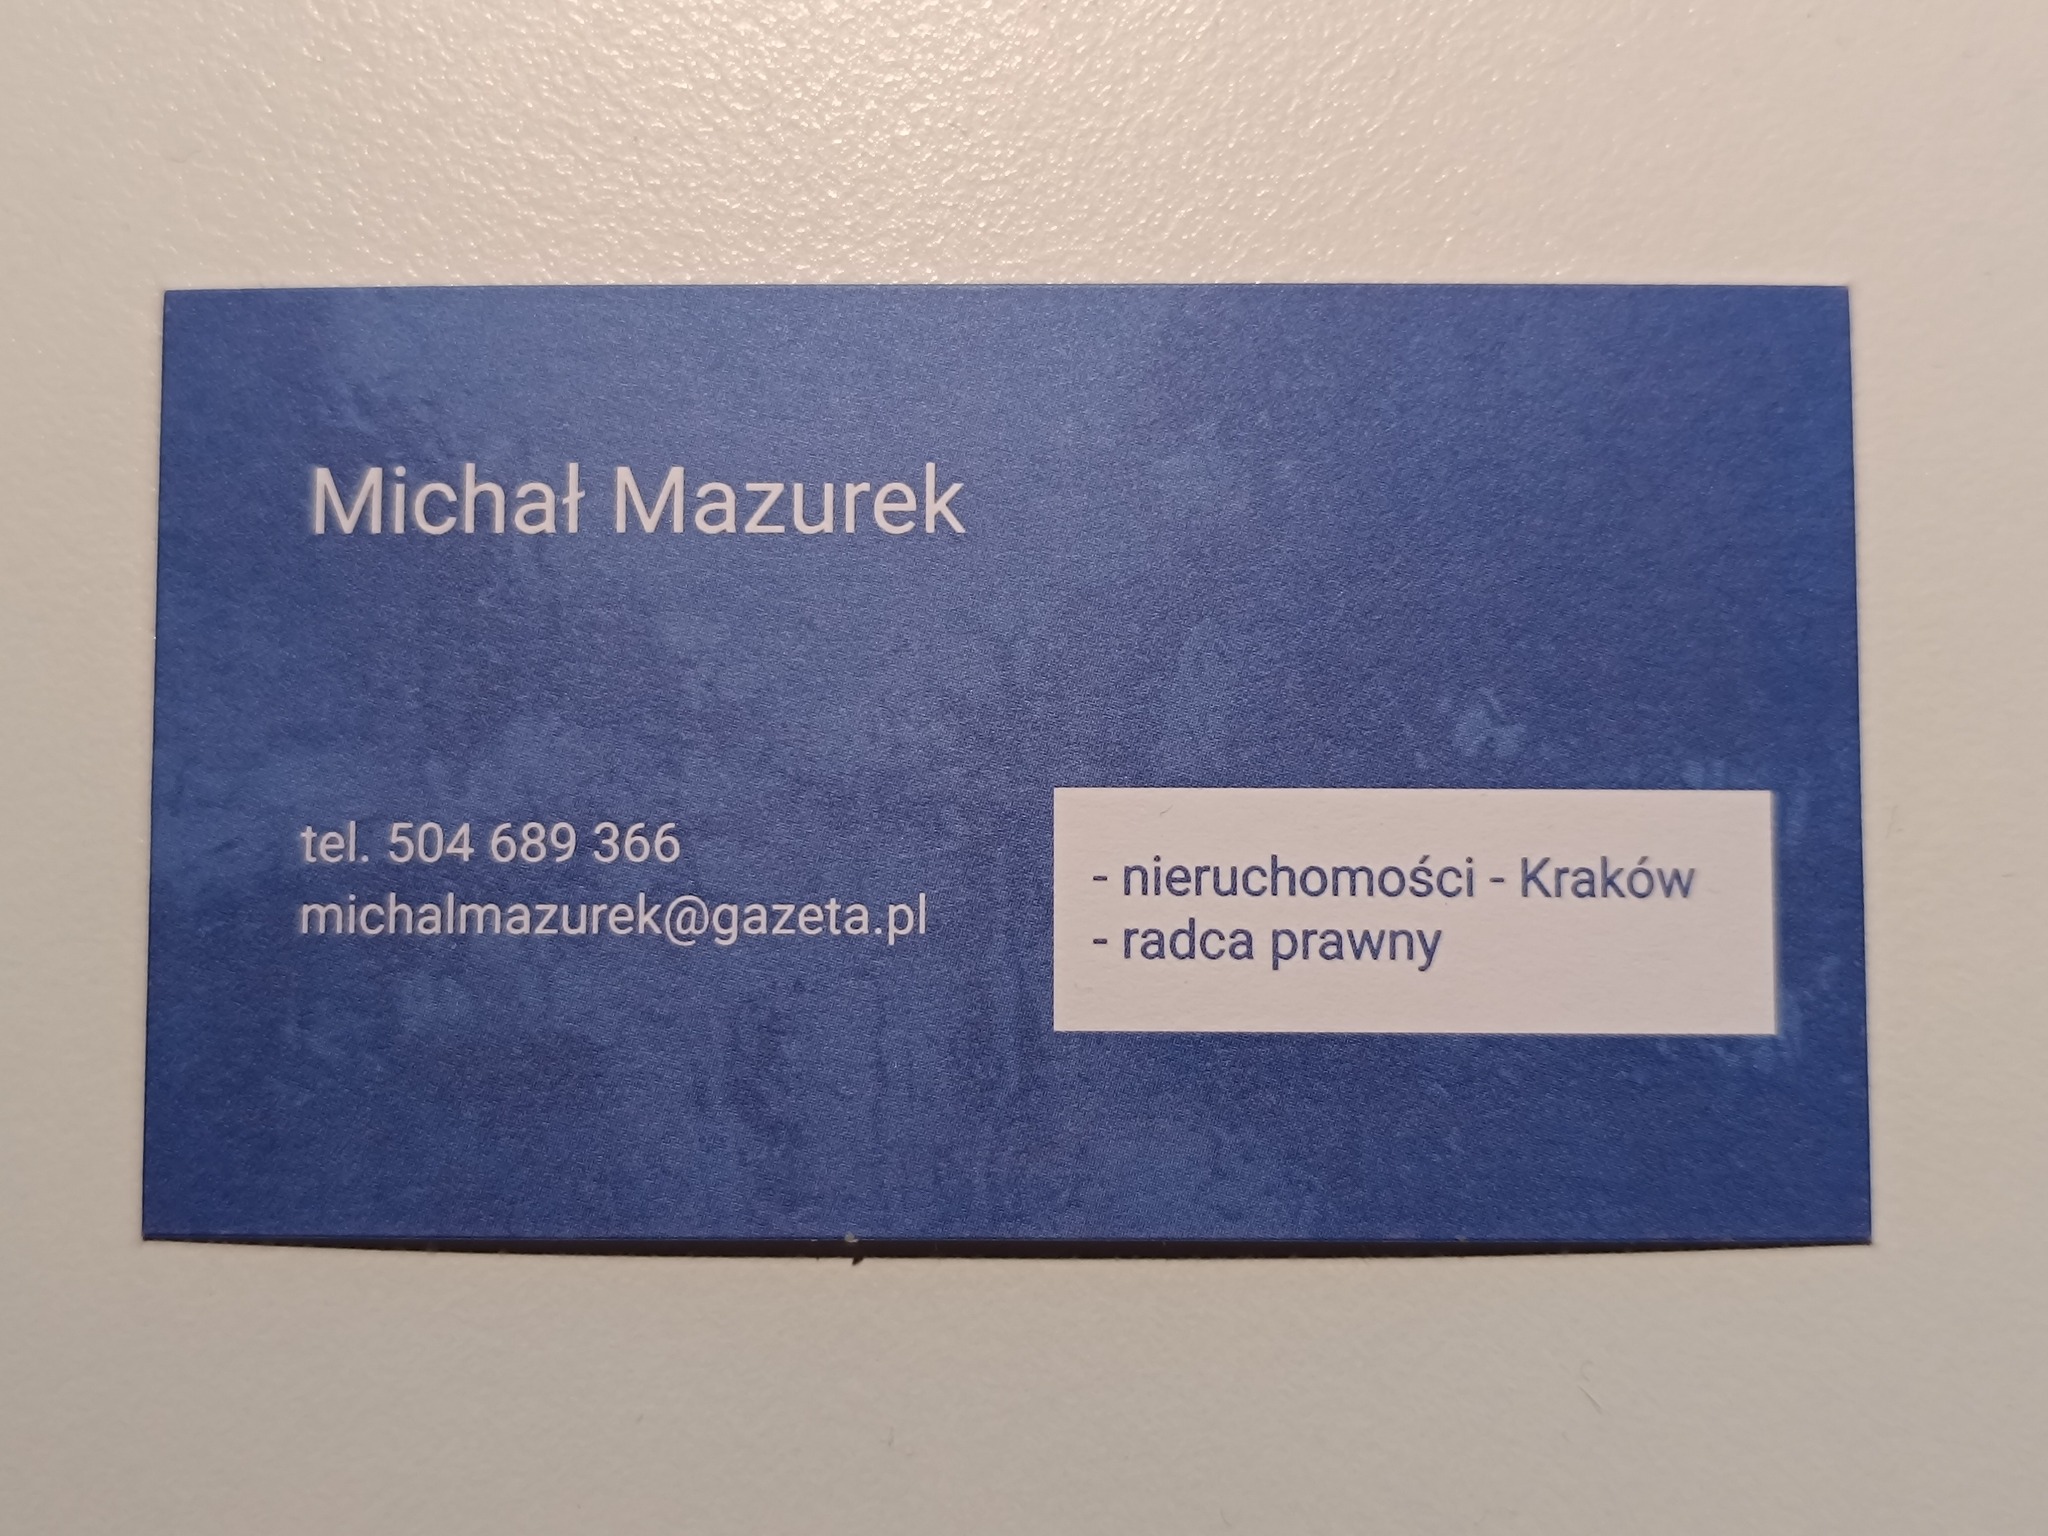 Michał Mazurek
tel. 504 689 366
michalmazurek@gazeta.pl
- nieruchomości - Kraków
- radca prawny